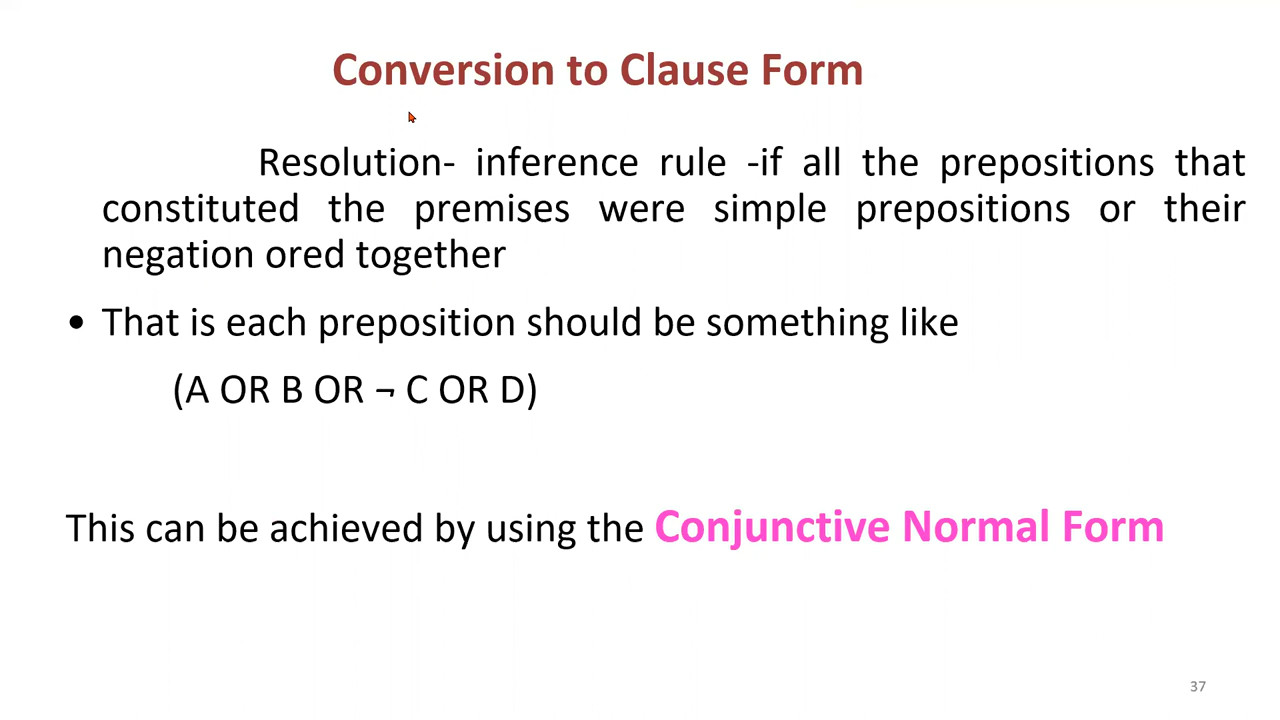 Conversion to Clause Form
Resolution- inference rule -if all the prepositions that
constituted the premises were simple prepositions or their
negation ored together
• That is each preposition should be something like
(A OR B OR ¬ C OR D)
This can be achieved by using the Conjunctive Normal Form
37